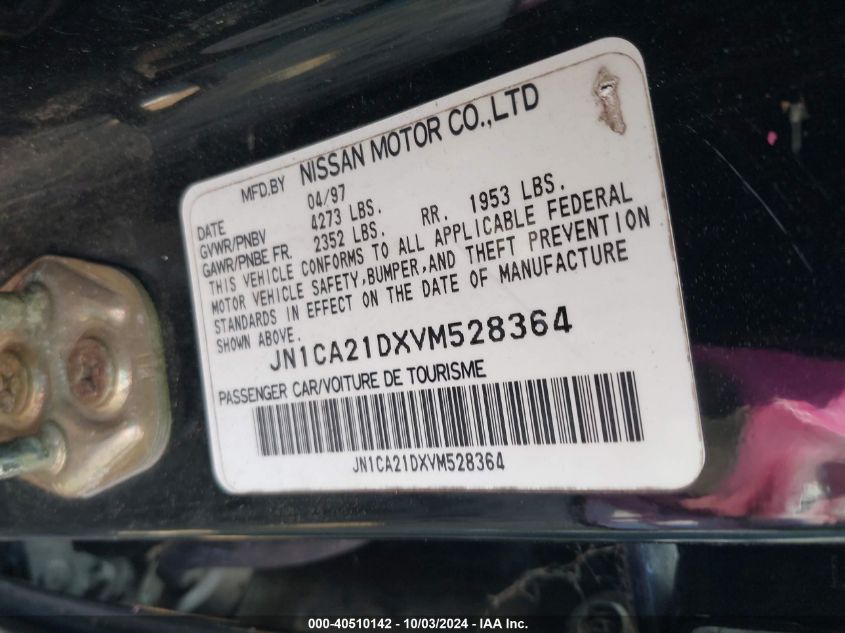 MFD.BY NISSAN MOTOR CO.,LTD
DATE 04/97
GVWR/PNBV 4273 LBS.
GAWR/PNBE FR. 2352 LBS. RR. 1953 LBS.
THIS VEHICLE CONFORMS TO ALL APPLICABLE FEDERAL
MOTOR VEHICLE SAFETY,BUMPER,AND THEFT PREVENTION
STANDARDS IN EFFECT ON THE DATE OF MANUFACTURE
SHOWN ABOVE.
JN1CA21DXVM528364
PASSENGER CAR/VOITURE DE TOURISME
JN1CA21DXVM528364
000-40510142 - 10/03/2024 - IAA Inc.